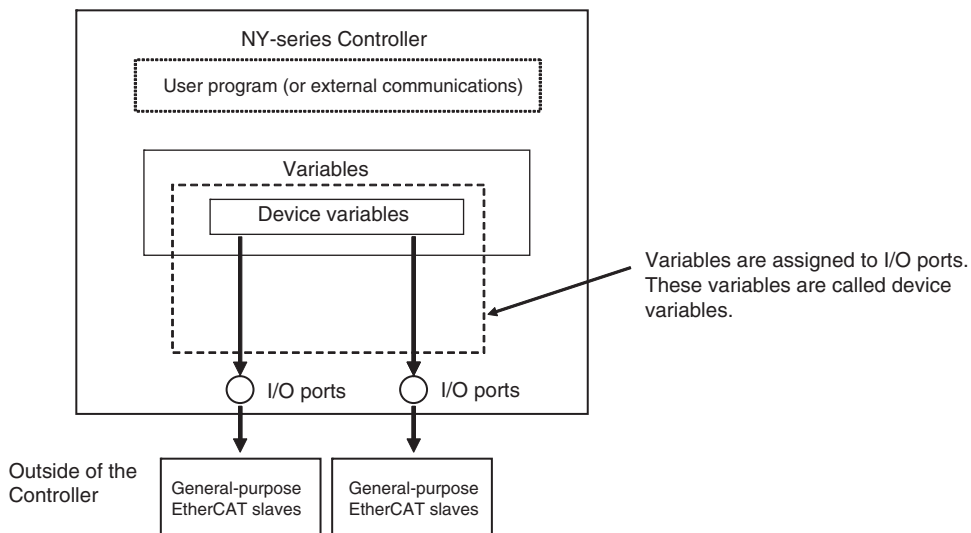 NY-series Controller
User program (or external communications)
Variables
Device variables
Variables are assigned to I/O ports.
These variables are called device
variables.
I/O ports
I/O ports
Outside of the
Controller
General-purpose
EtherCAT slaves
General-purpose
EtherCAT slaves